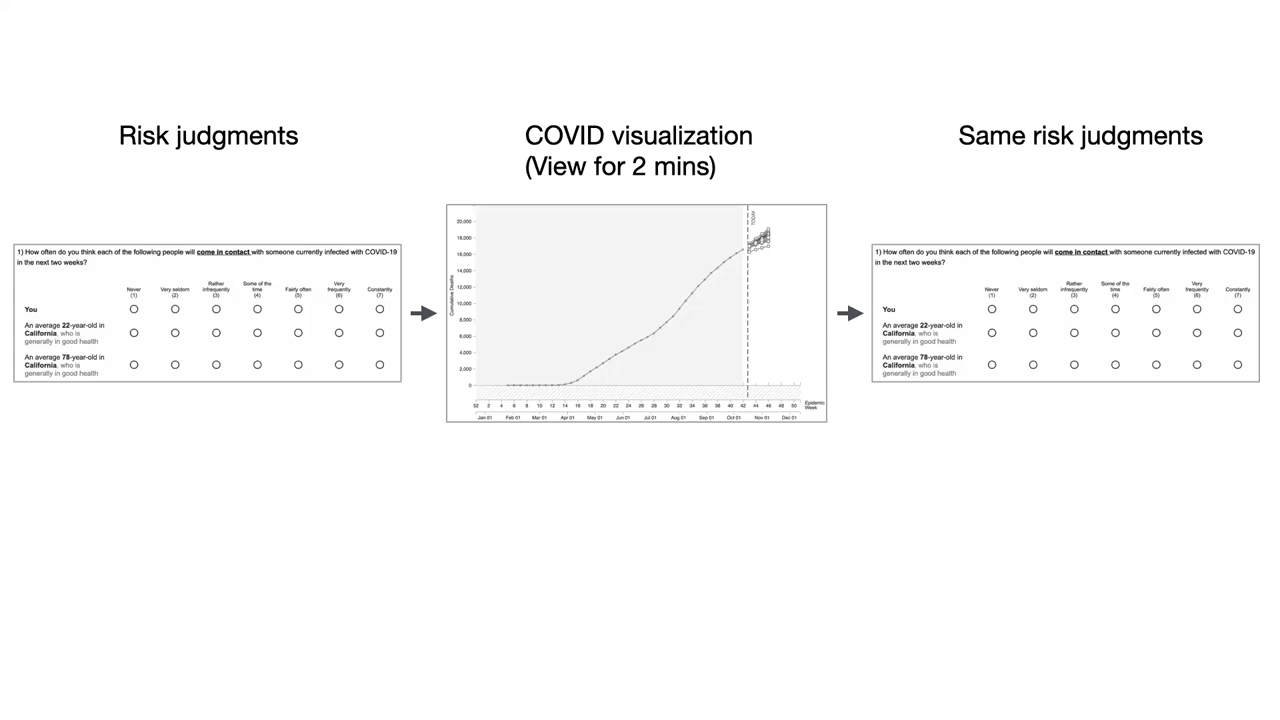 Risk judgments
1) How often do you think each of the following people will come in contact with someone currently infected with COVID-19
in the next two weeks?
Never (1) Very seldom (2) Rather infrequently (3) Some of the time (4) Fairly often (5) Very frequently (6) Constantly (7)
You
An average 22-year-old in
California, who is
generally in good health
An average 78-year-old in
California, who is
generally in good health
COVID visualization
(View for 2 mins)
TODAY
Cumulative Deaths
20,000
18,000
16,000
14,000
12,000
10,000
8,000
6,000
4,000
2,000
0
52 2 4 6 8 10 12 14 16 18 20 22 24 26 28 30 32 34 36 38 40 42 44 46 48 50 Epidemic Week
Jan 01 Feb 01 Mar 01 Apr 01 May 01 Jun 01 Jul 01 Aug 01 Sep 01 Oct 01 Nov 01 Dec 01
Same risk judgments
1) How often do you think each of the following people will come in contact with someone currently infected with COVID-19
in the next two weeks?
Never (1) Very seldom (2) Rather infrequently (3) Some of the time (4) Fairly often (5) Very frequently (6) Constantly (7)
You
An average 22-year-old in
California, who is
generally in good health
An average 78-year-old in
California, who is
generally in good health